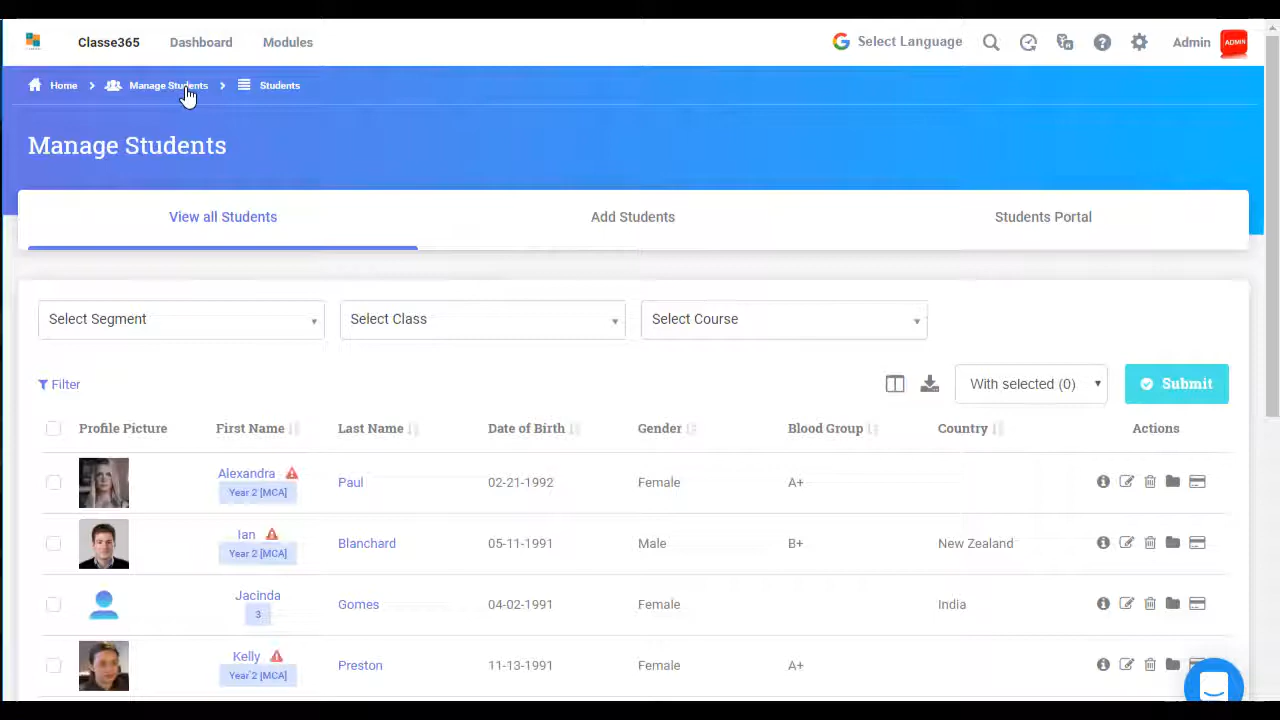 Classe365 Dashboard Modules Select Language Admin ADMIN
Home Manage Students Students
Manage Students
View all Students Add Students Students Portal
Select Segment Select Class Select Course
Filter With selected (0) Submit
Profile Picture First Name Last Name Date of Birth Gender Blood Group Country Actions
Alexandra
Year 2 [MCA]
Paul 02-21-1992 Female A+
Ian
Year 2 [MCA]
Blanchard 05-11-1991 Male B+ New Zealand
Jacinda
3
Gomes 04-02-1991 Female India
Kelly
Year 2 [MCA]
Preston 11-13-1991 Female A+